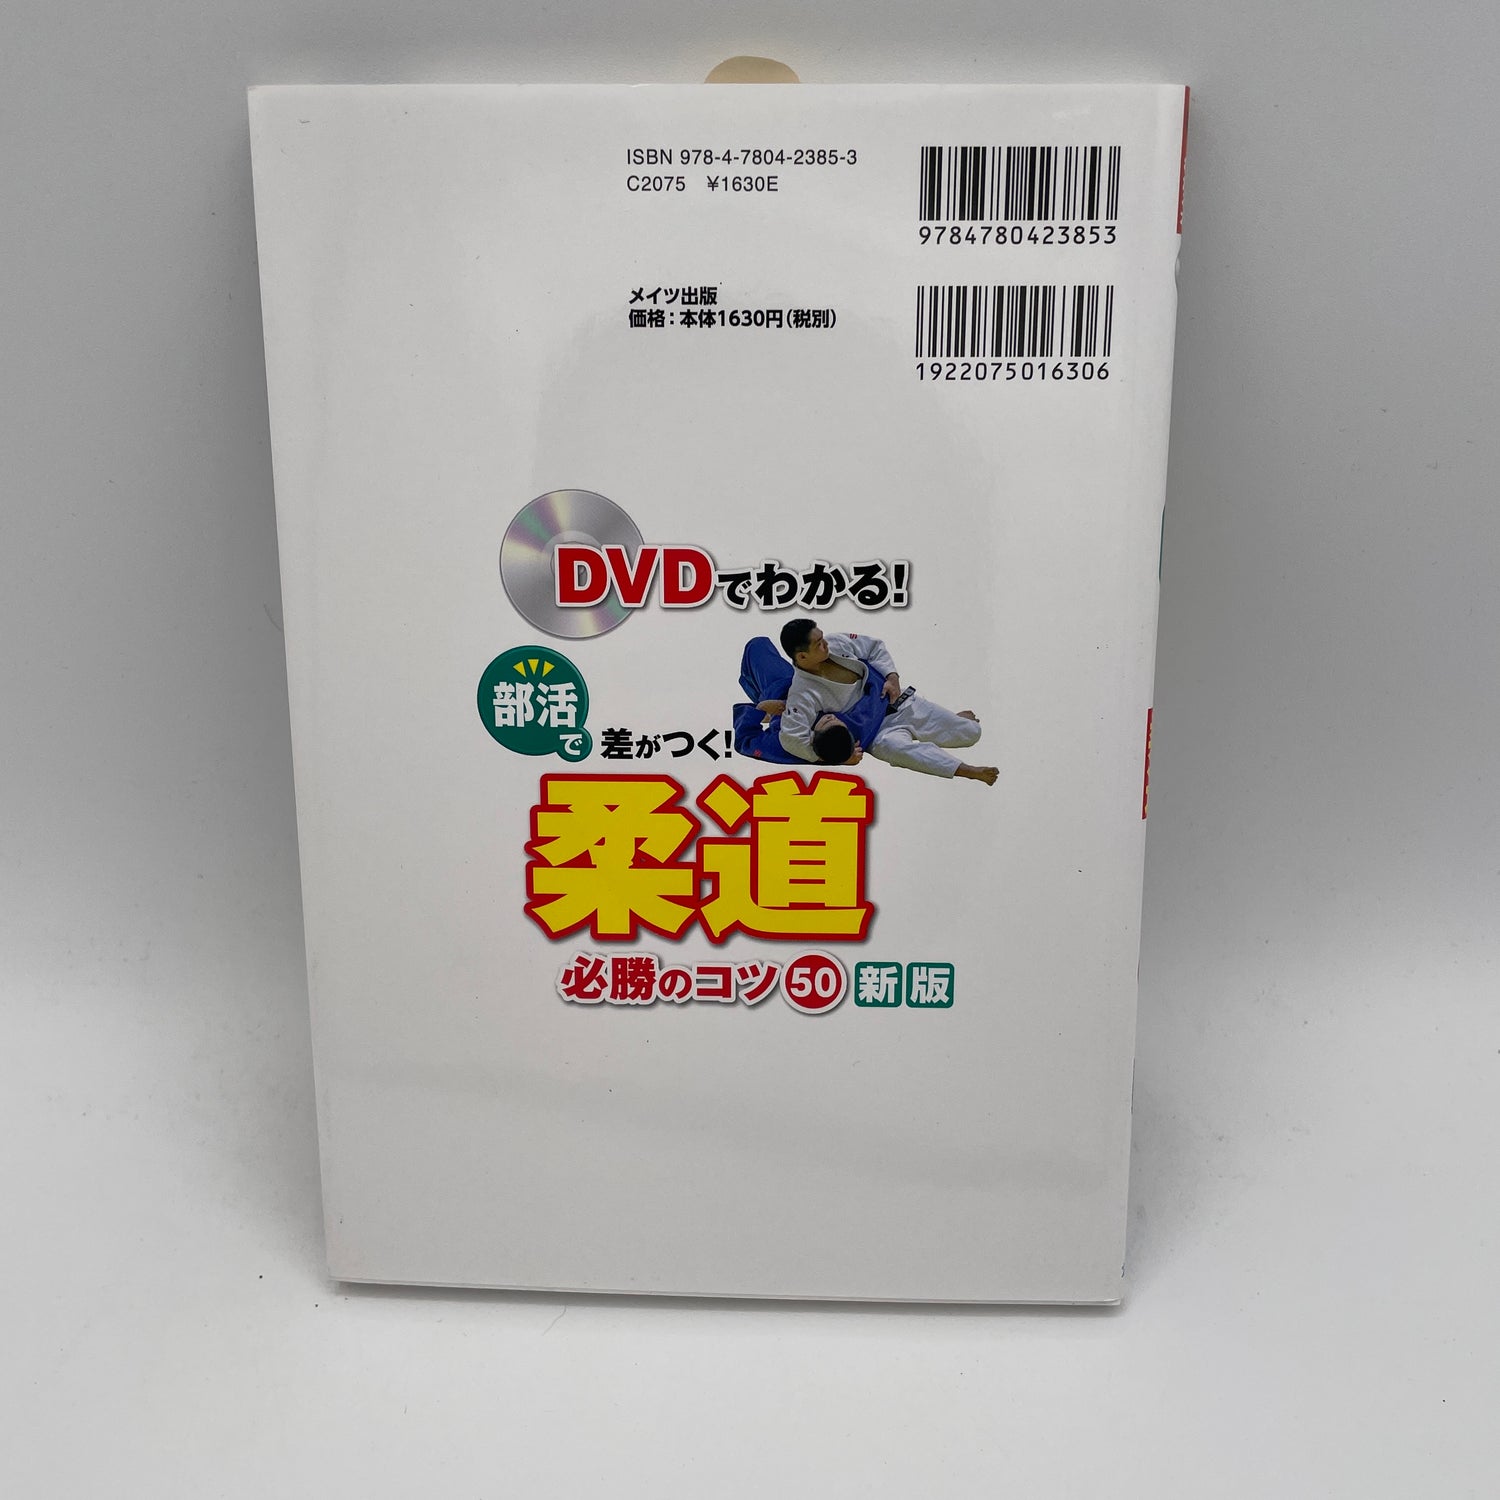 ISBN 978-4-7804-2385-3
C2075 ¥1630E
9784780423853
メイツ出版
価格：本体1630円（税別）
1922075016306
DVDでわかる！
部活で
差がつく！
柔道
必勝のコツ50 新版